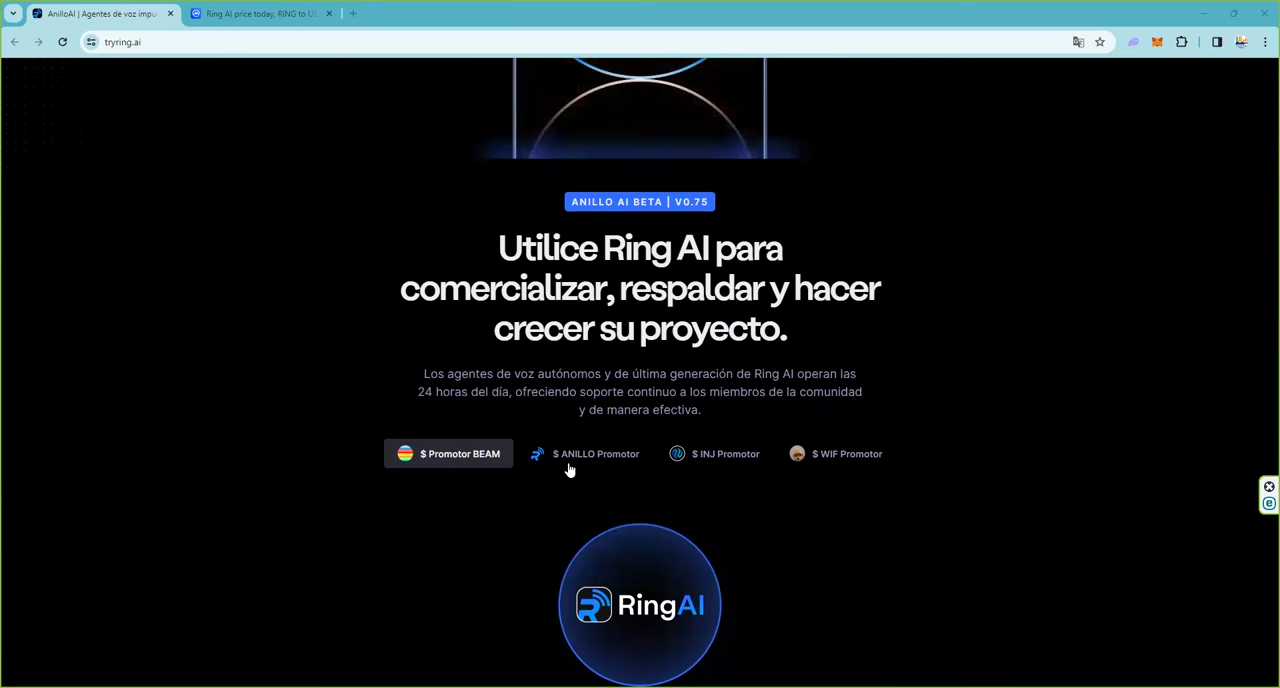 AnilloAI | Agentes de voz impu
Ring AI price today, RING to U
tryring.ai
ANILLO AI BETA | V0.75
Utilice Ring AI para
comercializar, respaldar y hacer
crecer su proyecto.
Los agentes de voz autónomos y de última generación de Ring AI operan las
24 horas del día, ofreciendo soporte continuo a los miembros de la comunidad
y de manera efectiva.
$ Promotor BEAM
$ ANILLO Promotor
$ INJ Promotor
$ WIF Promotor
RingAI